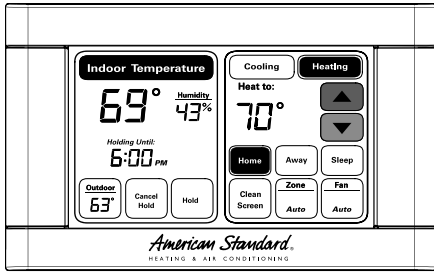 Indoor Temperature
69°
Humidity
43%
Holding Until:
6:00 PM
Outdoor
63°
Cancel
Hold
Hold
Cooling
Heating
Heat to:
70°
Home
Away
Sleep
Clean
Screen
Zone
Auto
Fan
Auto
American Standard®
HEATING & AIR CONDITIONING